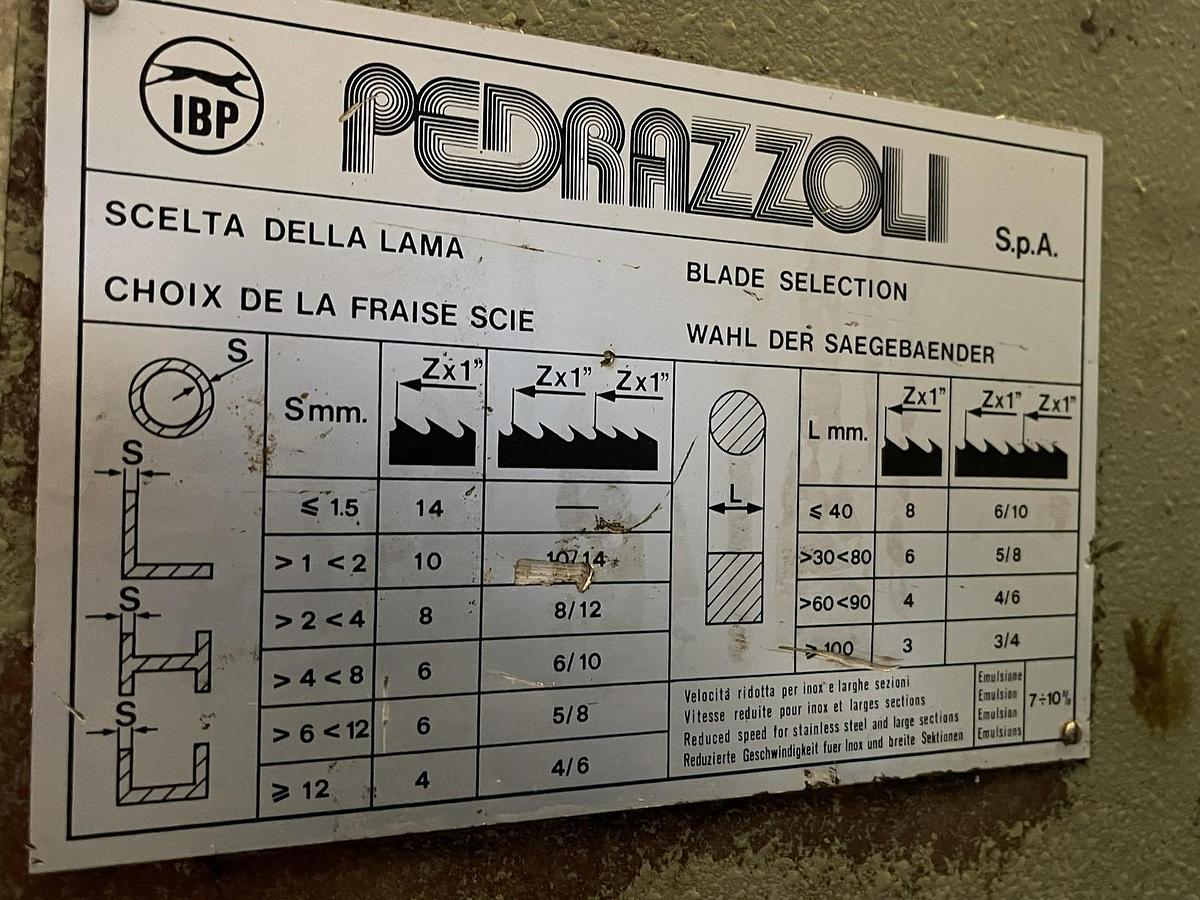 IBP
PEDRAZZOLI
S.p.A.
SCELTA DELLA LAMA
BLADE SELECTION
CHOIX DE LA FRAISE SCIE
WAHL DER SAEGEBAENDER
S
S
S
S
S mm. Zx1” Zx1” Zx1”
≤ 1.5 14 —
>1 <2 10 10/14
>2 <4 8 8/12
>4 <8 6 6/10
>6 <12 6 5/8
≥ 12 4 4/6
L
L mm. Zx1” Zx1” Zx1”
≤ 40 8 6/10
>30<80 6 5/8
>60<90 4 4/6
≥ 100 3 3/4
Velocità ridotta per inox e larghe sezioni
Vitesse reduite pour inox et larges sections
Reduced speed for stainless steel and large sections
Reduzierte Geschwindigkeit fuer Inox und breite Sektionen
Emulsione
Emulsion
Emulsion
Emulsions
7÷10%